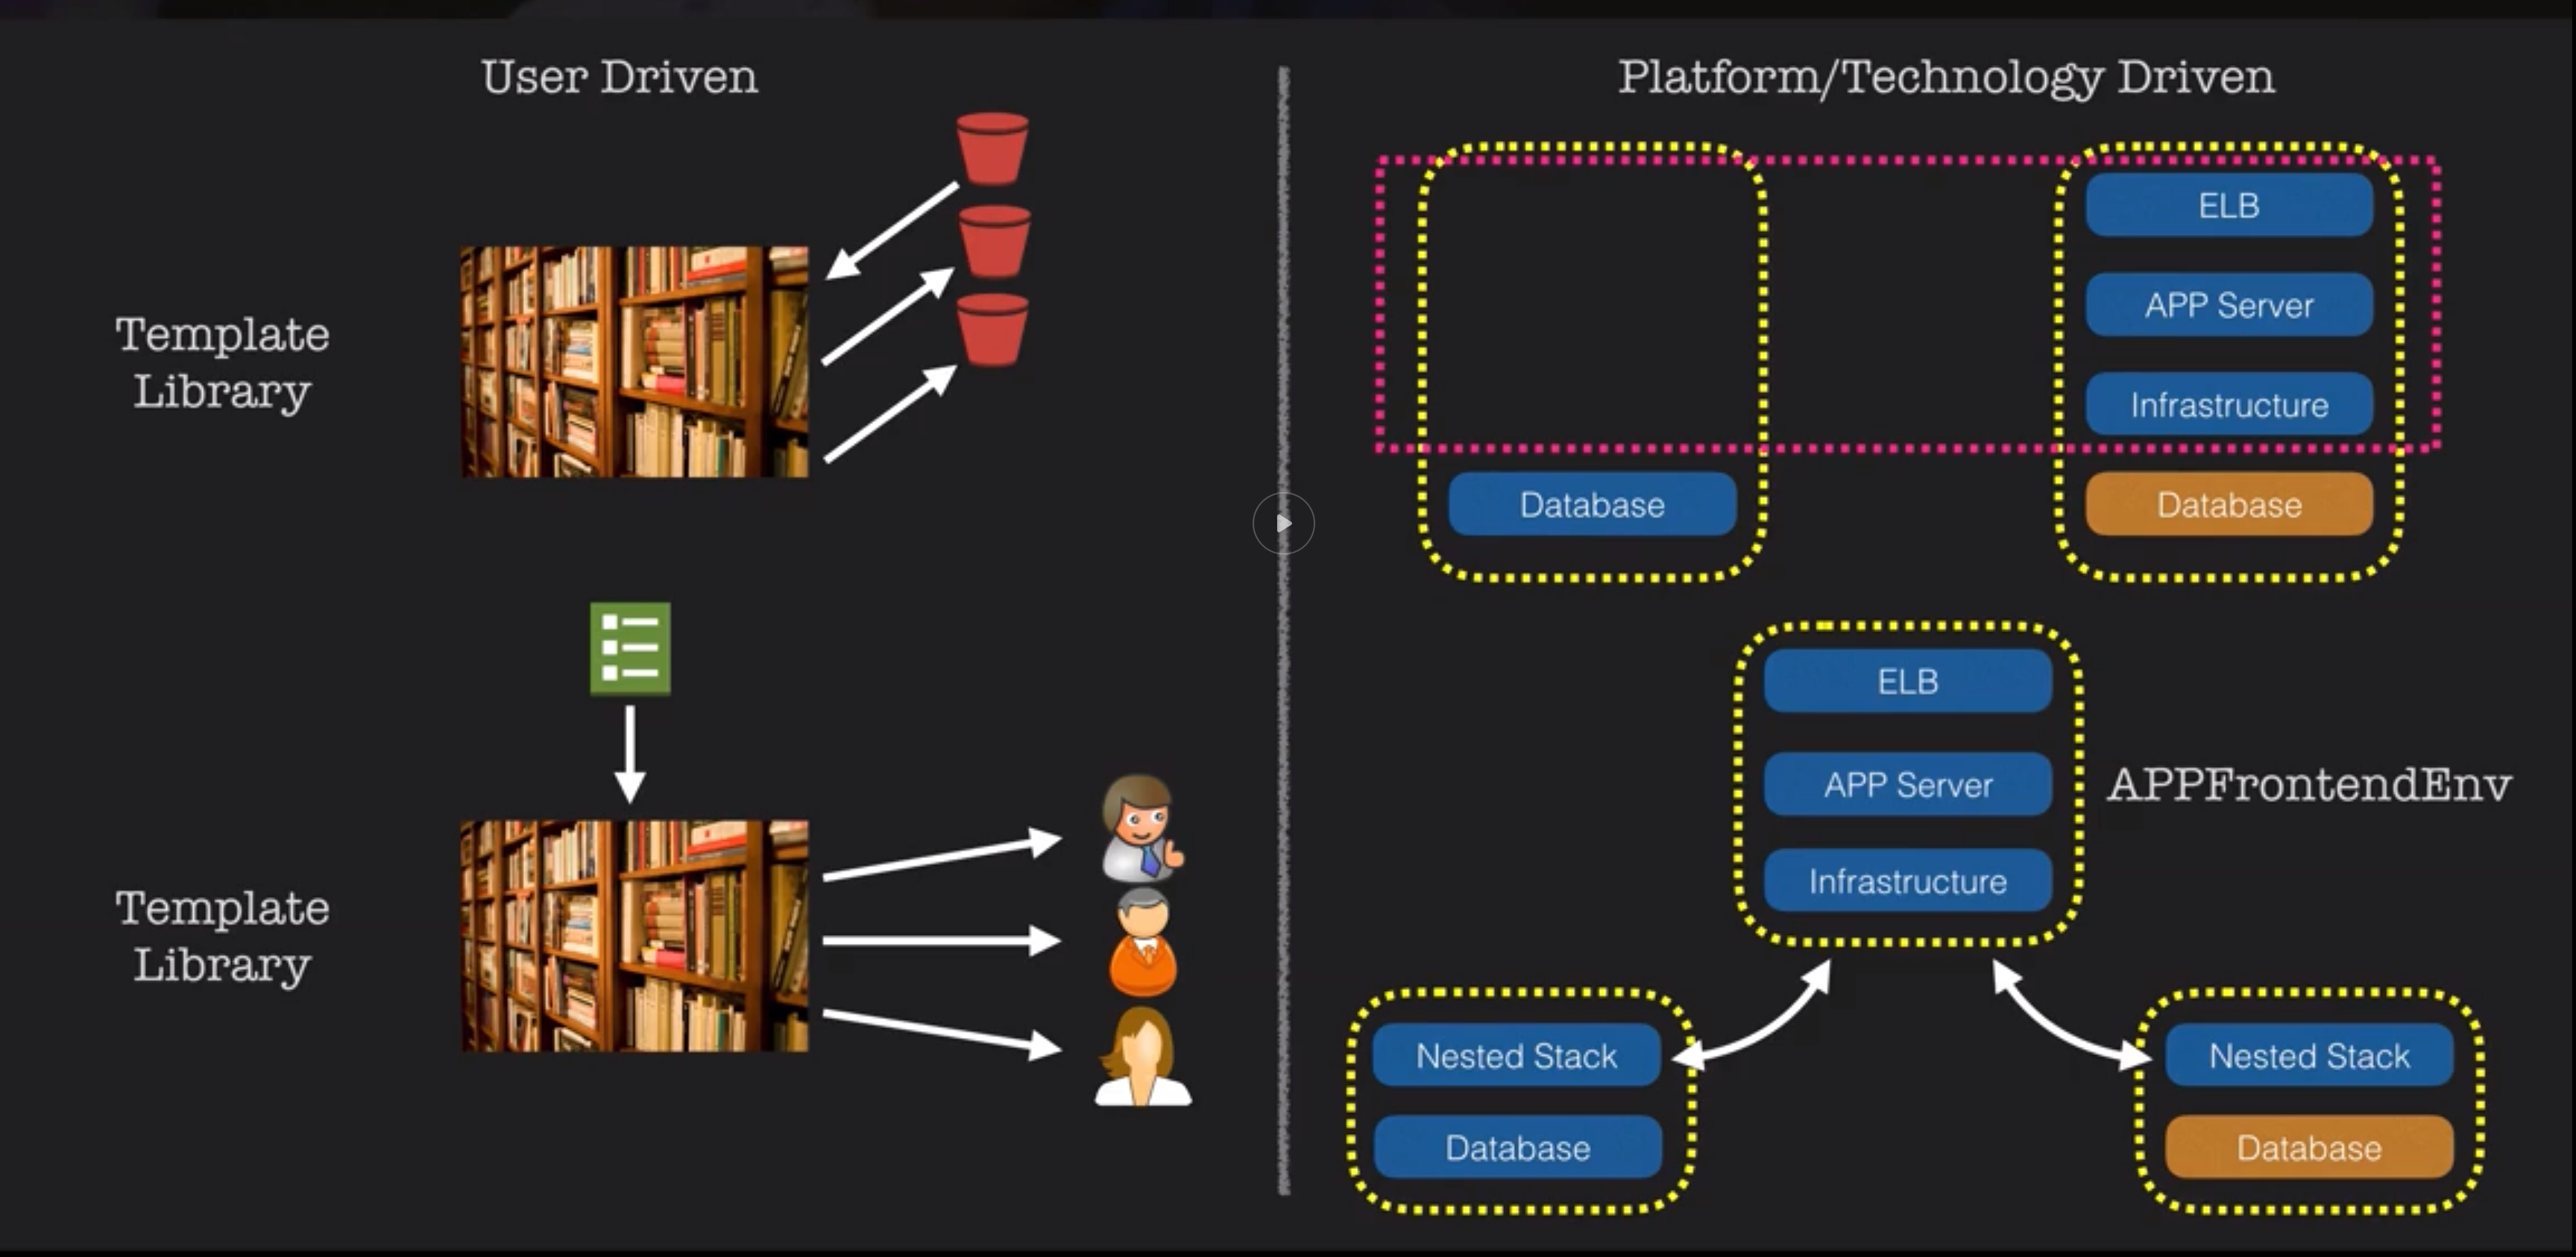 User Driven
Template
Library
Template
Library
Platform/Technology Driven
ELB
APP Server
Infrastructure
Database
Database
ELB
APP Server
Infrastructure
APPFrontendEnv
Nested Stack
Database
Nested Stack
Database